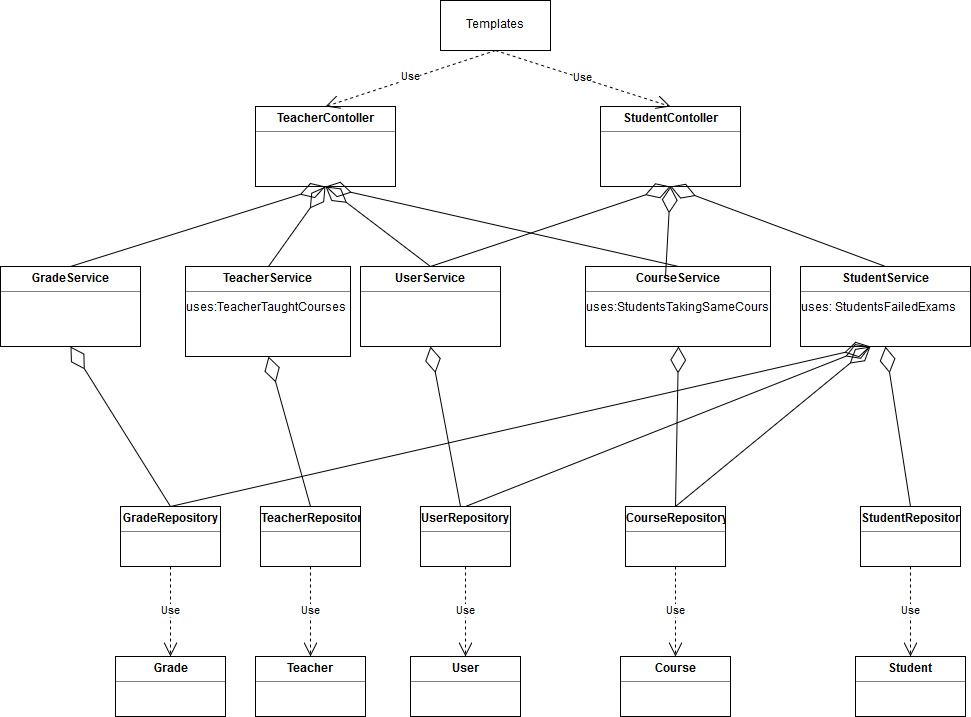 Templates
Use
Use
TeacherContoller
StudentContoller
GradeService
TeacherService
UserService
CourseService
StudentService
uses:TeacherTaughtCourses
uses:StudentsTakingSameCours
uses: StudentsFailedExams
GradeRepository
TeacherRepositor
UserRepository
CourseRepository
StudentRepositor
Use
Use
Use
Use
Use
Grade
Teacher
User
Course
Student